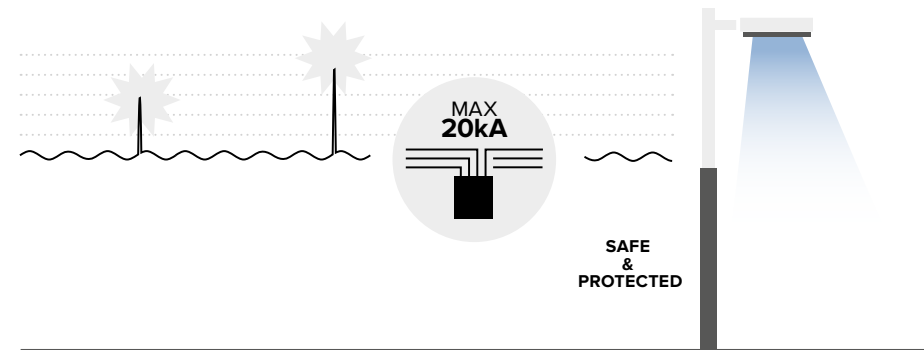 MAX
20kA
SAFE
&
PROTECTED